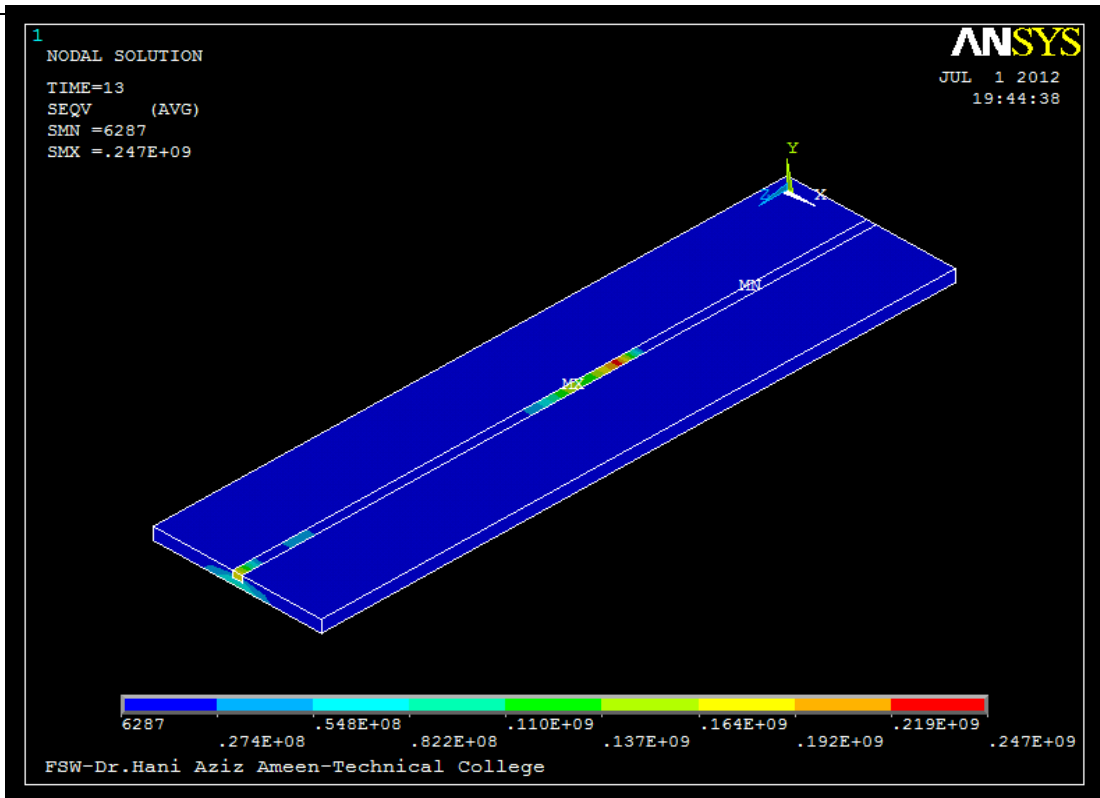 1
NODAL SOLUTION
TIME=13
SEQV (AVG)
SMN =6287
SMX =.247E+09
ANSYS
JUL 1 2012
19:44:38
Y
Z X
MN
MX
6287 .548E+08 .110E+09 .164E+09 .219E+09
.274E+08 .822E+08 .137E+09 .192E+09 .247E+09
FSW-Dr.Hani Aziz Ameen-Technical College